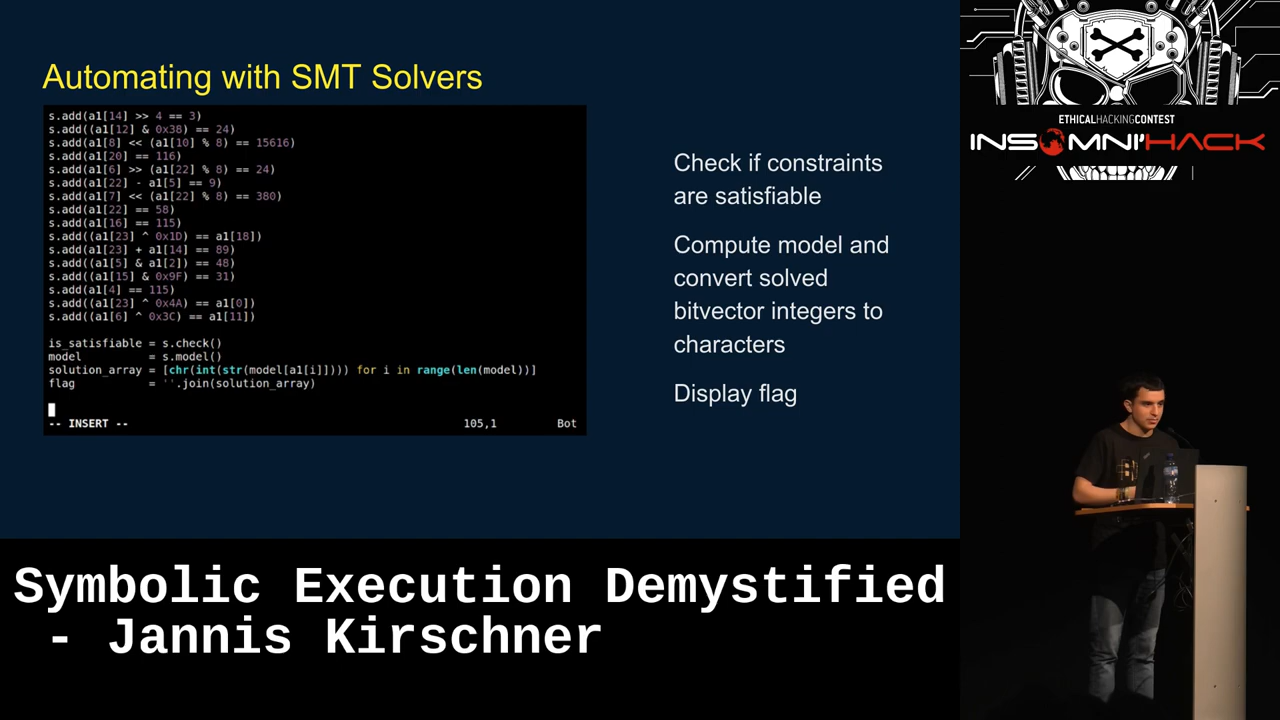 Automating with SMT Solvers
s.add(a1[14] >> 4 == 3)
s.add((a1[12] & 0x38) == 24)
s.add(a1[8] << (a1[10] % 8) == 15616)
s.add(a1[20] == 116)
s.add(a1[6] >> (a1[22] % 8) == 24)
s.add(a1[22] - a1[5] == 9)
s.add(a1[7] << (a1[22] % 8) == 380)
s.add(a1[22] == 58)
s.add(a1[16] == 115)
s.add((a1[23] ^ 0x1D) == a1[18])
s.add(a1[23] + a1[14] == 89)
s.add((a1[5] & a1[2]) == 48)
s.add((a1[15] & 0x9F) == 31)
s.add(a1[4] == 115)
s.add((a1[23] ^ 0x4A) == a1[0])
s.add((a1[6] ^ 0x3C) == a1[11])
is_satisfiable = s.check()
model = s.model()
solution_array = [chr(int(str(model[a1[i]]))) for i in range(len(model))]
flag = ''.join(solution_array)
-- INSERT -- 105,1 Bot
Check if constraints
are satisfiable
Compute model and
convert solved
bitvector integers to
characters
Display flag
ETHICALHACKINGCONTEST
INSOMNI'HACK
Symbolic Execution Demystified
- Jannis Kirschner